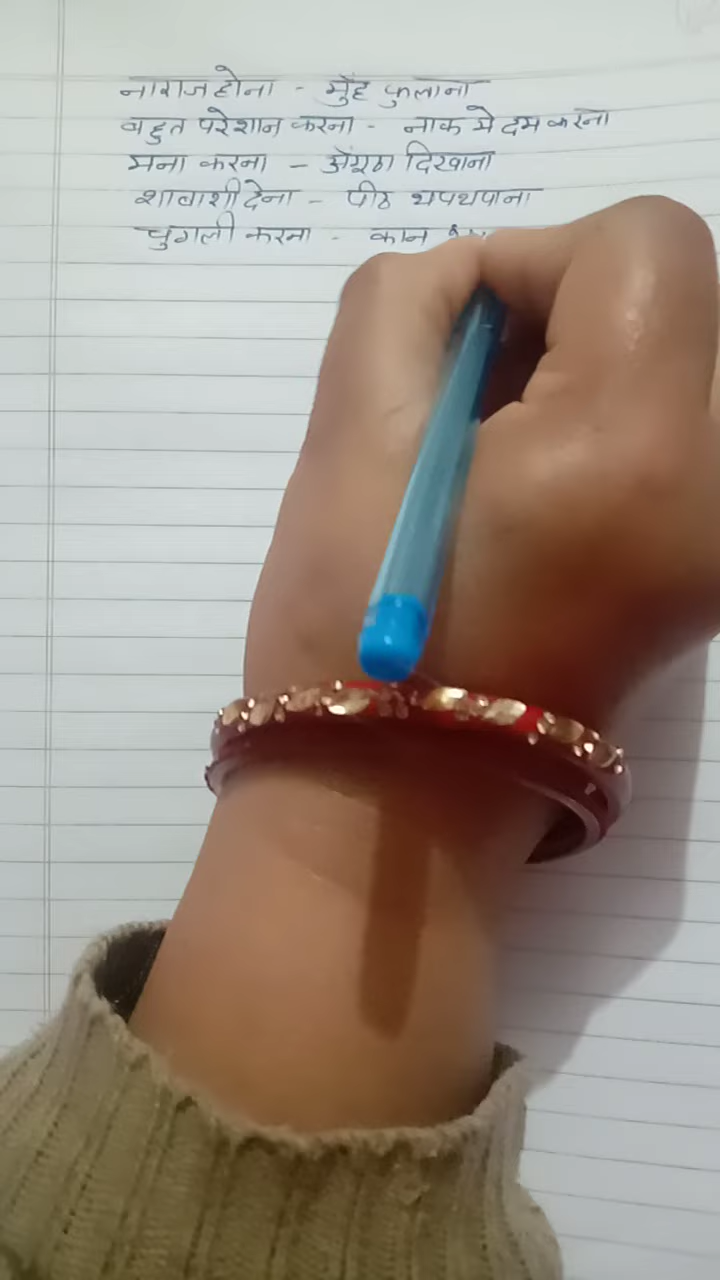 नाराज होना - मुँह फुलाना
बहुत परेशान करना - नाक मे दम करना
मना करना - अँगूठा दिखाना
शाबाशी देना - पीठ थपथपाना
चुगली करना - कान